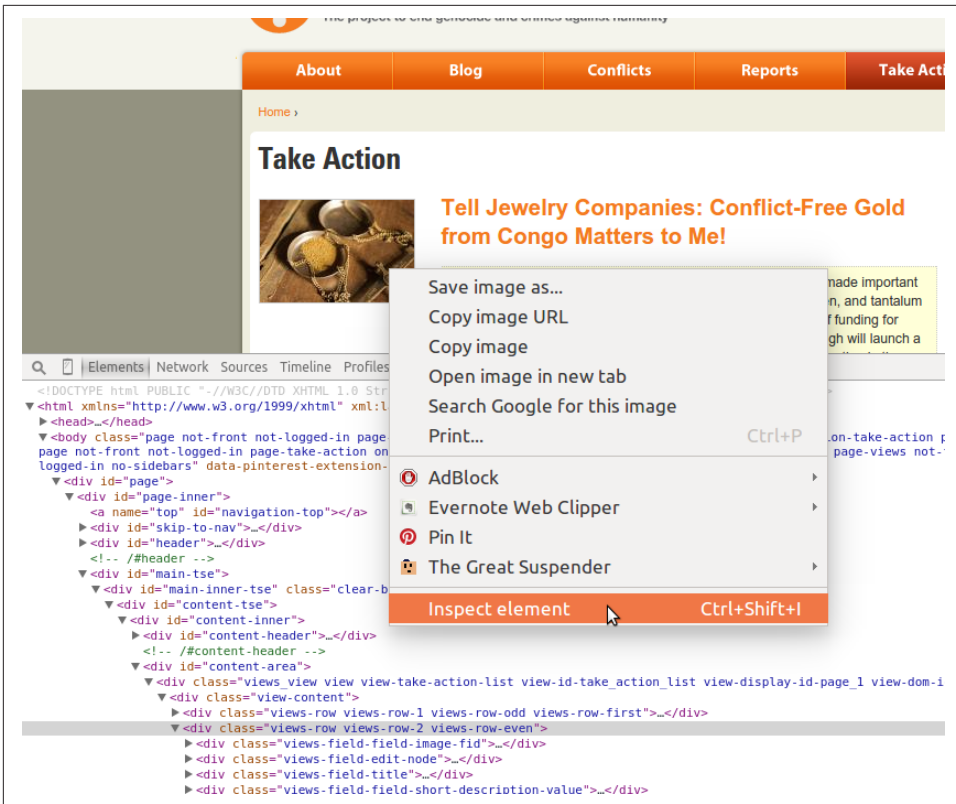 The project to end genocide and crimes against humanity
About Blog Conflicts Reports Take Acti
Home ›
Take Action
Tell Jewelry Companies: Conflict-Free Gold
from Congo Matters to Me!
made important
en, and tantalum
f funding for
gh will launch a
Save image as...
Copy image URL
Copy image
Open image in new tab
Search Google for this image
Print... Ctrl+P
AdBlock
Evernote Web Clipper
Pin It
The Great Suspender
Inspect element Ctrl+Shift+I
Elements Network Sources Timeline Profiles
<!DOCTYPE html PUBLIC "-//W3C//DTD XHTML 1.0 Str
▼<html xmlns="http://www.w3.org/1999/xhtml" xml:l
▶<head>…</head>
▼<body class="page not-front not-logged-in page on-take-action p
page not-front not-logged-in page-take-action on page-views not-
logged-in no-sidebars" data-pinterest-extension-
▼<div id="page">
▼<div id="page-inner">
<a name="top" id="navigation-top"></a>
▶<div id="skip-to-nav">…</div>
▶<div id="header">…</div>
<!-- /#header -->
▼<div id="main-tse">
▼<div id="main-inner-tse" class="clear-b
▼<div id="content-tse">
▼<div id="content-inner">
▶<div id="content-header">…</div>
<!-- /#content-header -->
▼<div id="content-area">
▼<div class="views_view view view-take-action-list view-id-take_action_list view-display-id-page_1 view-dom-i
▼<div class="view-content">
▶<div class="views-row views-row-1 views-row-odd views-row-first">…</div>
▼<div class="views-row views-row-2 views-row-even">
▶<div class="views-field-field-image-fid">…</div>
▶<div class="views-field-edit-node">…</div>
▶<div class="views-field-title">…</div>
▶<div class="views-field-field-short-description-value">…</div>